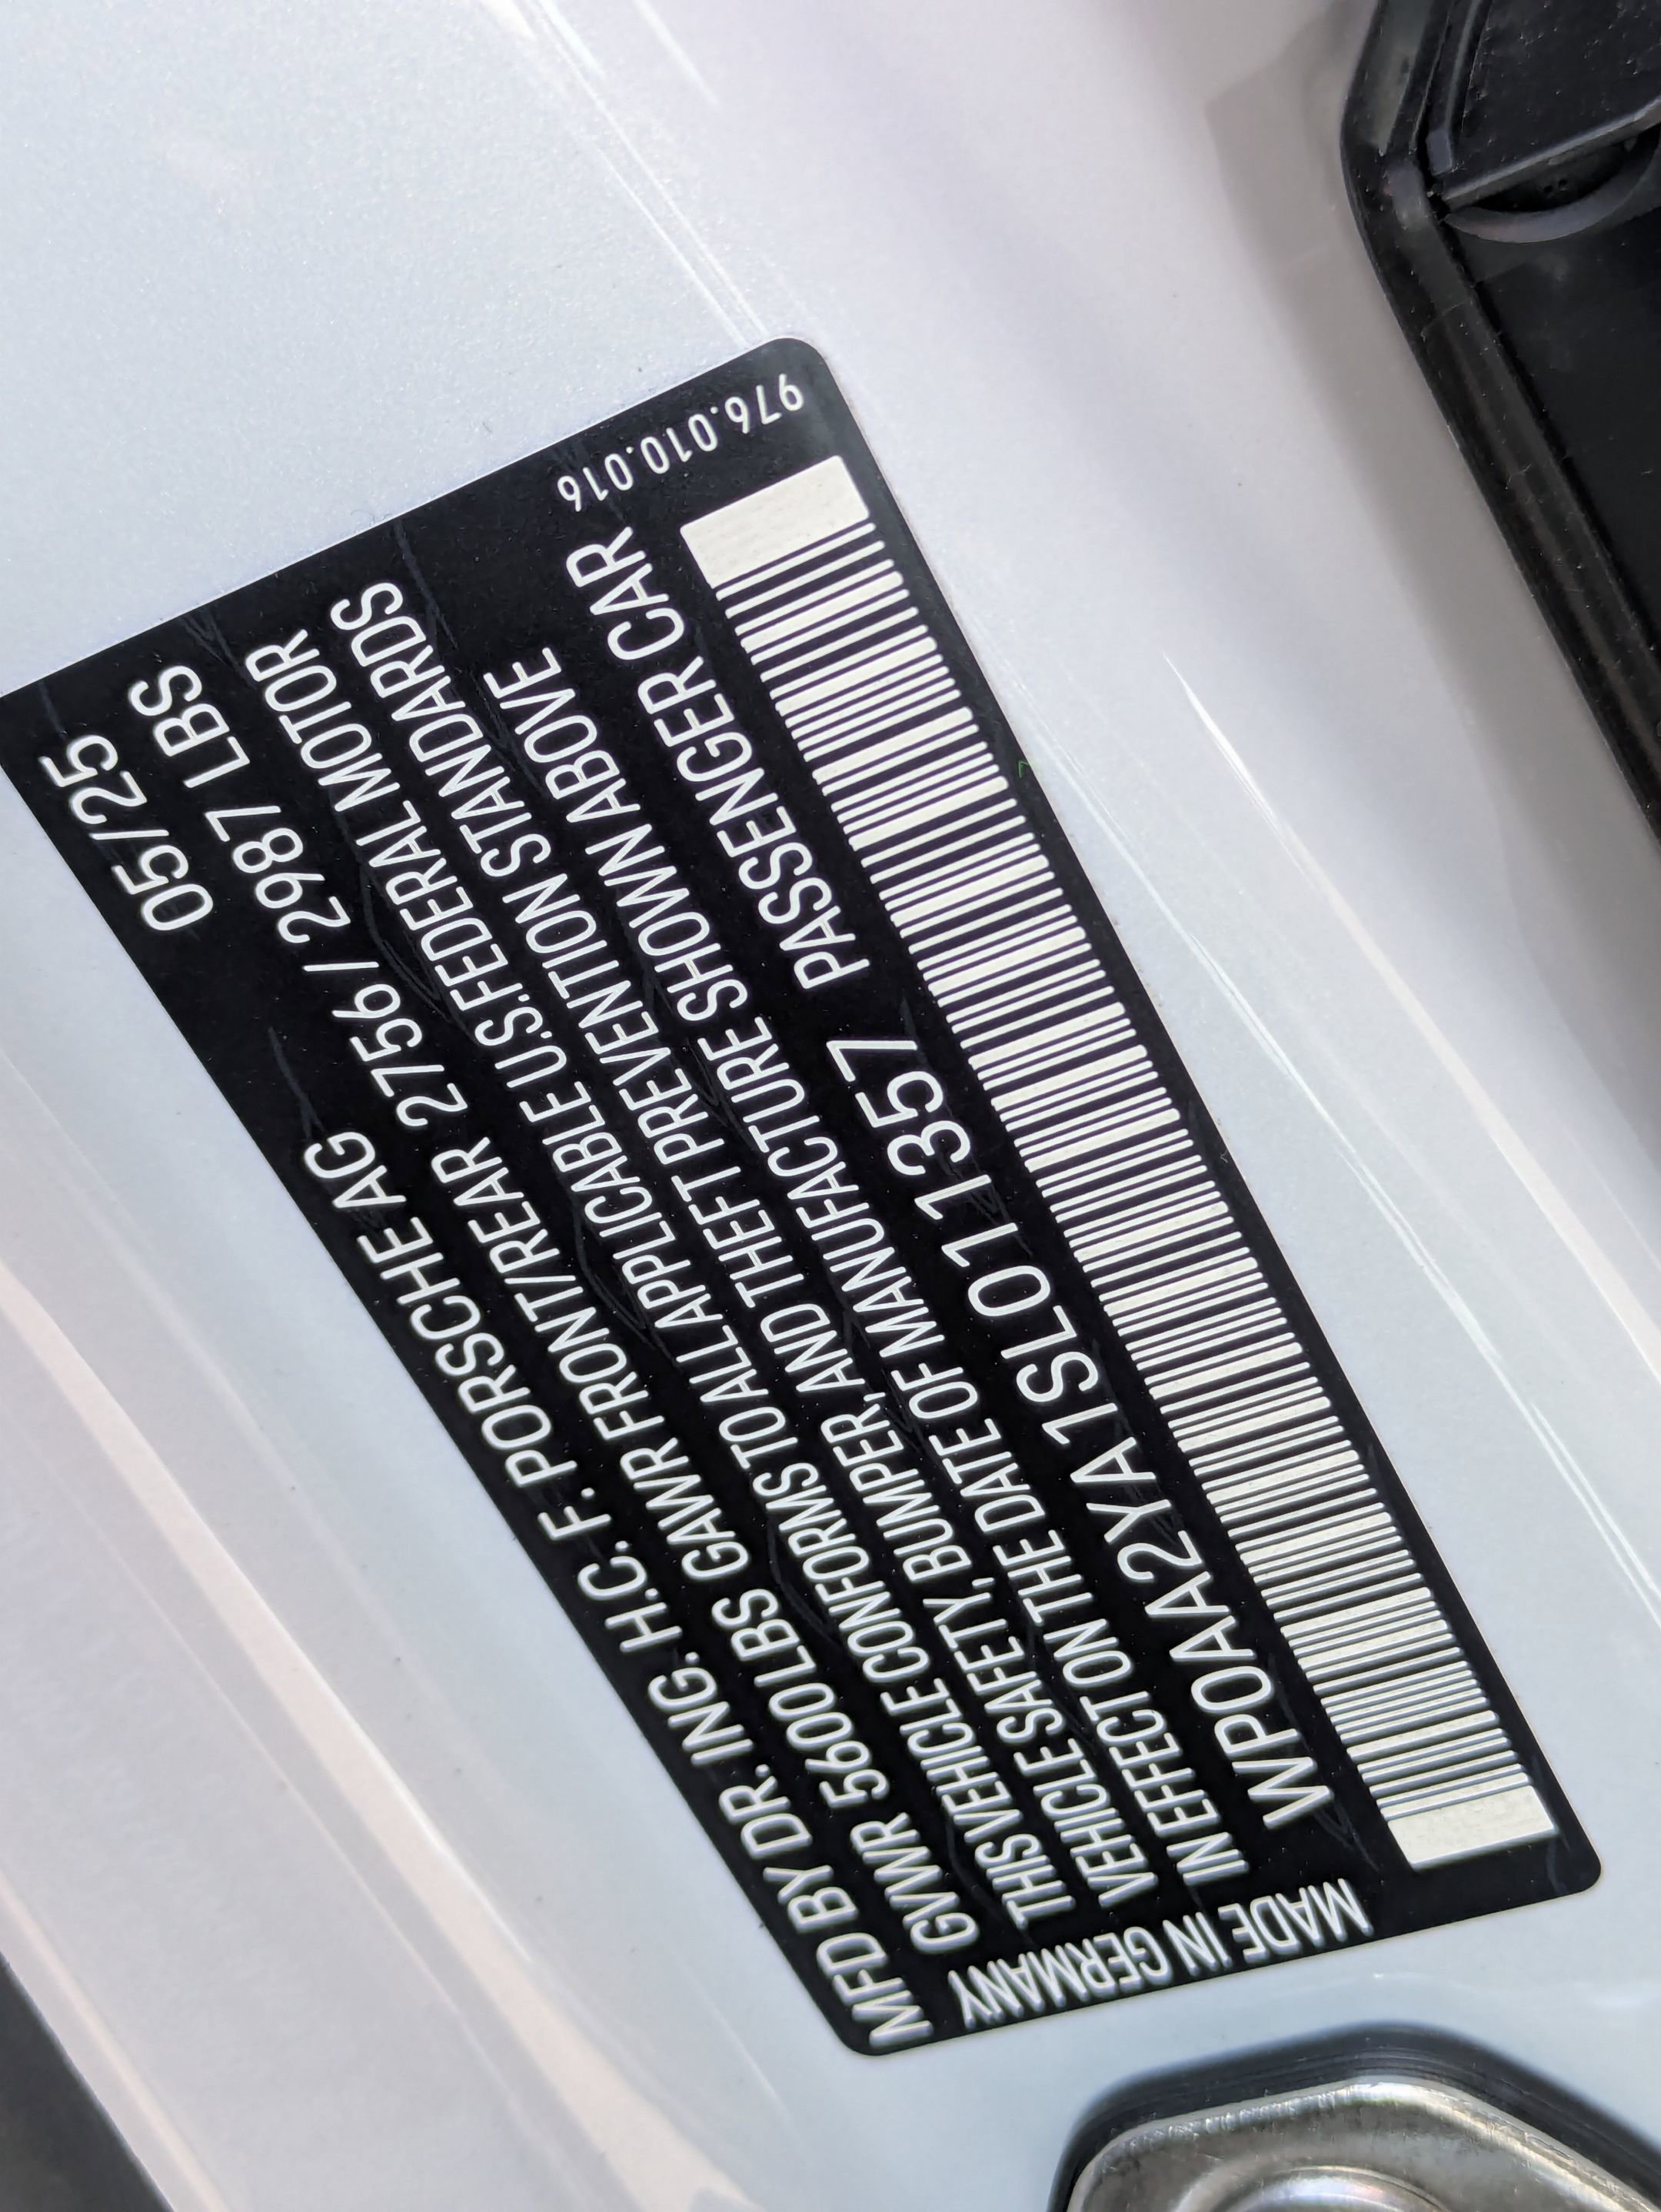 MFD BY DR. ING. H.C. F. PORSCHE AG 05/25
GVWR 5600LBS GAWR FRONT/REAR 2756 / 2987 LBS
THIS VEHICLE CONFORMS TO ALL APPLICABLE U.S.FEDERAL MOTOR
VEHICLE SAFETY, BUMPER, AND THEFT PREVENTION STANDARDS
IN EFFECT ON THE DATE OF MANUFACTURE SHOWN ABOVE
WP0AA2YA1SL011357 PASSENGER CAR
MADE IN GERMANY
976.010.016